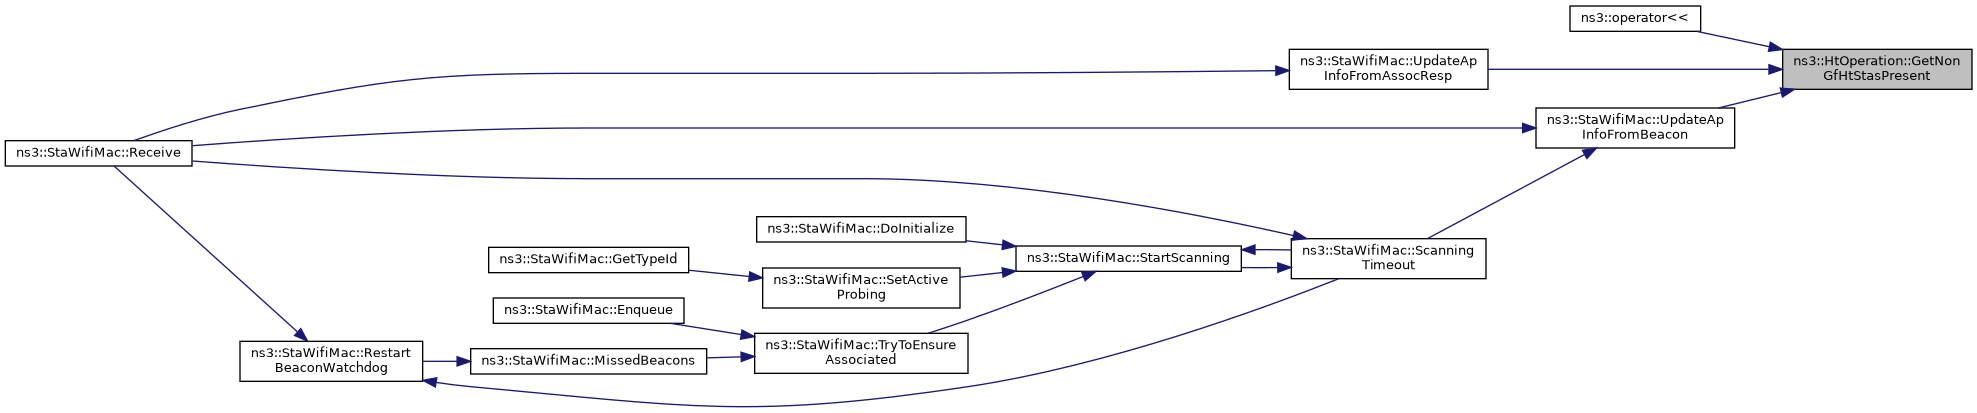 ns3::operator<<
ns3::HtOperation::GetNon
GfHtStasPresent
ns3::StaWifiMac::UpdateAp
InfoFromAssocResp
ns3::StaWifiMac::UpdateAp
InfoFromBeacon
ns3::StaWifiMac::Receive
ns3::StaWifiMac::DoInitialize
ns3::StaWifiMac::GetTypeId
ns3::StaWifiMac::StartScanning
ns3::StaWifiMac::Scanning
Timeout
ns3::StaWifiMac::SetActive
Probing
ns3::StaWifiMac::Enqueue
ns3::StaWifiMac::TryToEnsure
Associated
ns3::StaWifiMac::Restart
BeaconWatchdog
ns3::StaWifiMac::MissedBeacons